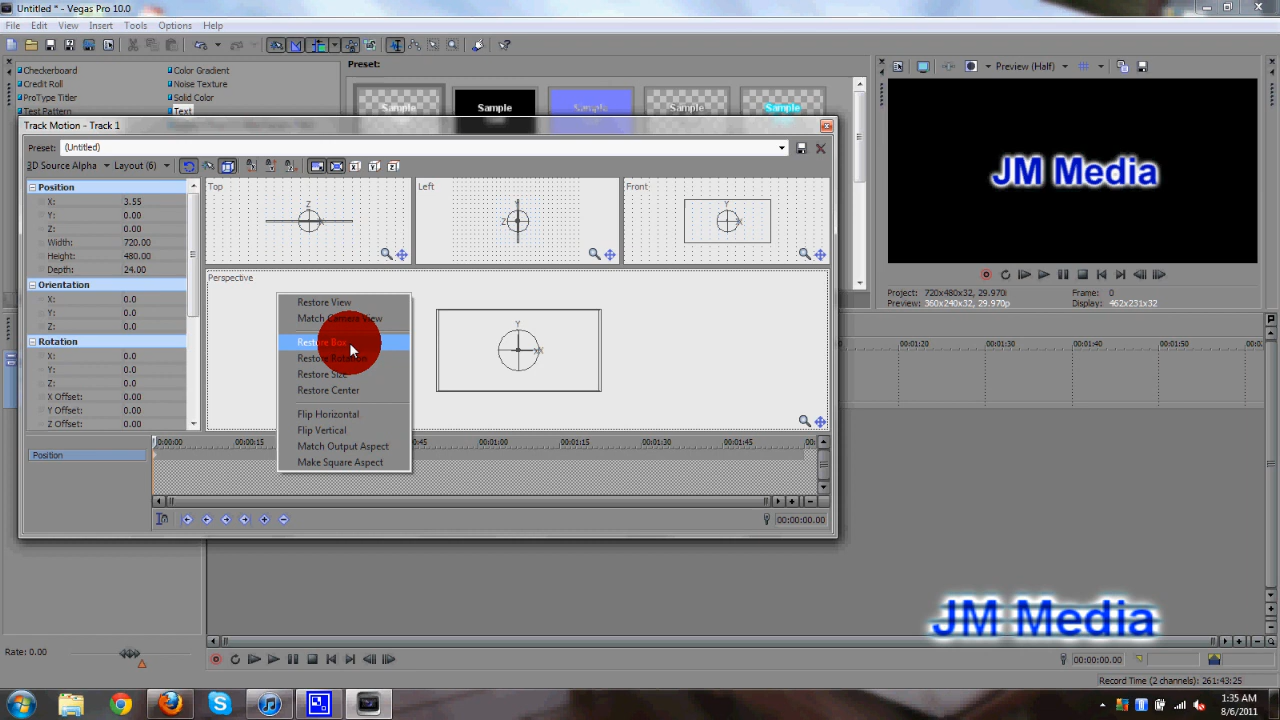 Untitled * - Vegas Pro 10.0
File Edit View Insert Tools Options Help
Checkerboard Color Gradient
Credit Roll Noise Texture
ProType Titler Solid Color
Test Pattern Text
Preset:
Sample Sample Sample Sample Sample
Preview (Half)
JM Media
Project: 720x480x32, 29.970i Frame: 0
Preview: 360x240x32, 29.970p Display: 462x231x32
Track Motion - Track 1
Preset: (Untitled)
3D Source Alpha Layout (6)
Position
X: 3.55
Y: 0.00
Z: 0.00
Width: 720.00
Height: 480.00
Depth: 24.00
Orientation
X: 0.0
Y: 0.0
Z: 0.0
Rotation
X: 0.0
Y: 0.0
Z: 0.0
X Offset: 0.0
Y Offset: 0.0
Z Offset: 0.0
Top Left Front
Z X
Y Z
Y X
Perspective
Y
X
Restore View
Match Camera View
Restore Box
Restore Rotation
Restore Size
Restore Center
Flip Horizontal
Flip Vertical
Match Output Aspect
Make Square Aspect
0:00:00 00:00:15 :45 00:01:00 00:01:15 00:01:30 00:01:45 00:
Position
00:00:00.00
00:01:20 00:01:30 00:01:40 00:01:50 00:02:
JM Media
Rate: 0.00
00:00:00.00
Record Time (2 channels): 261:43:25
1:35 AM
8/6/2011